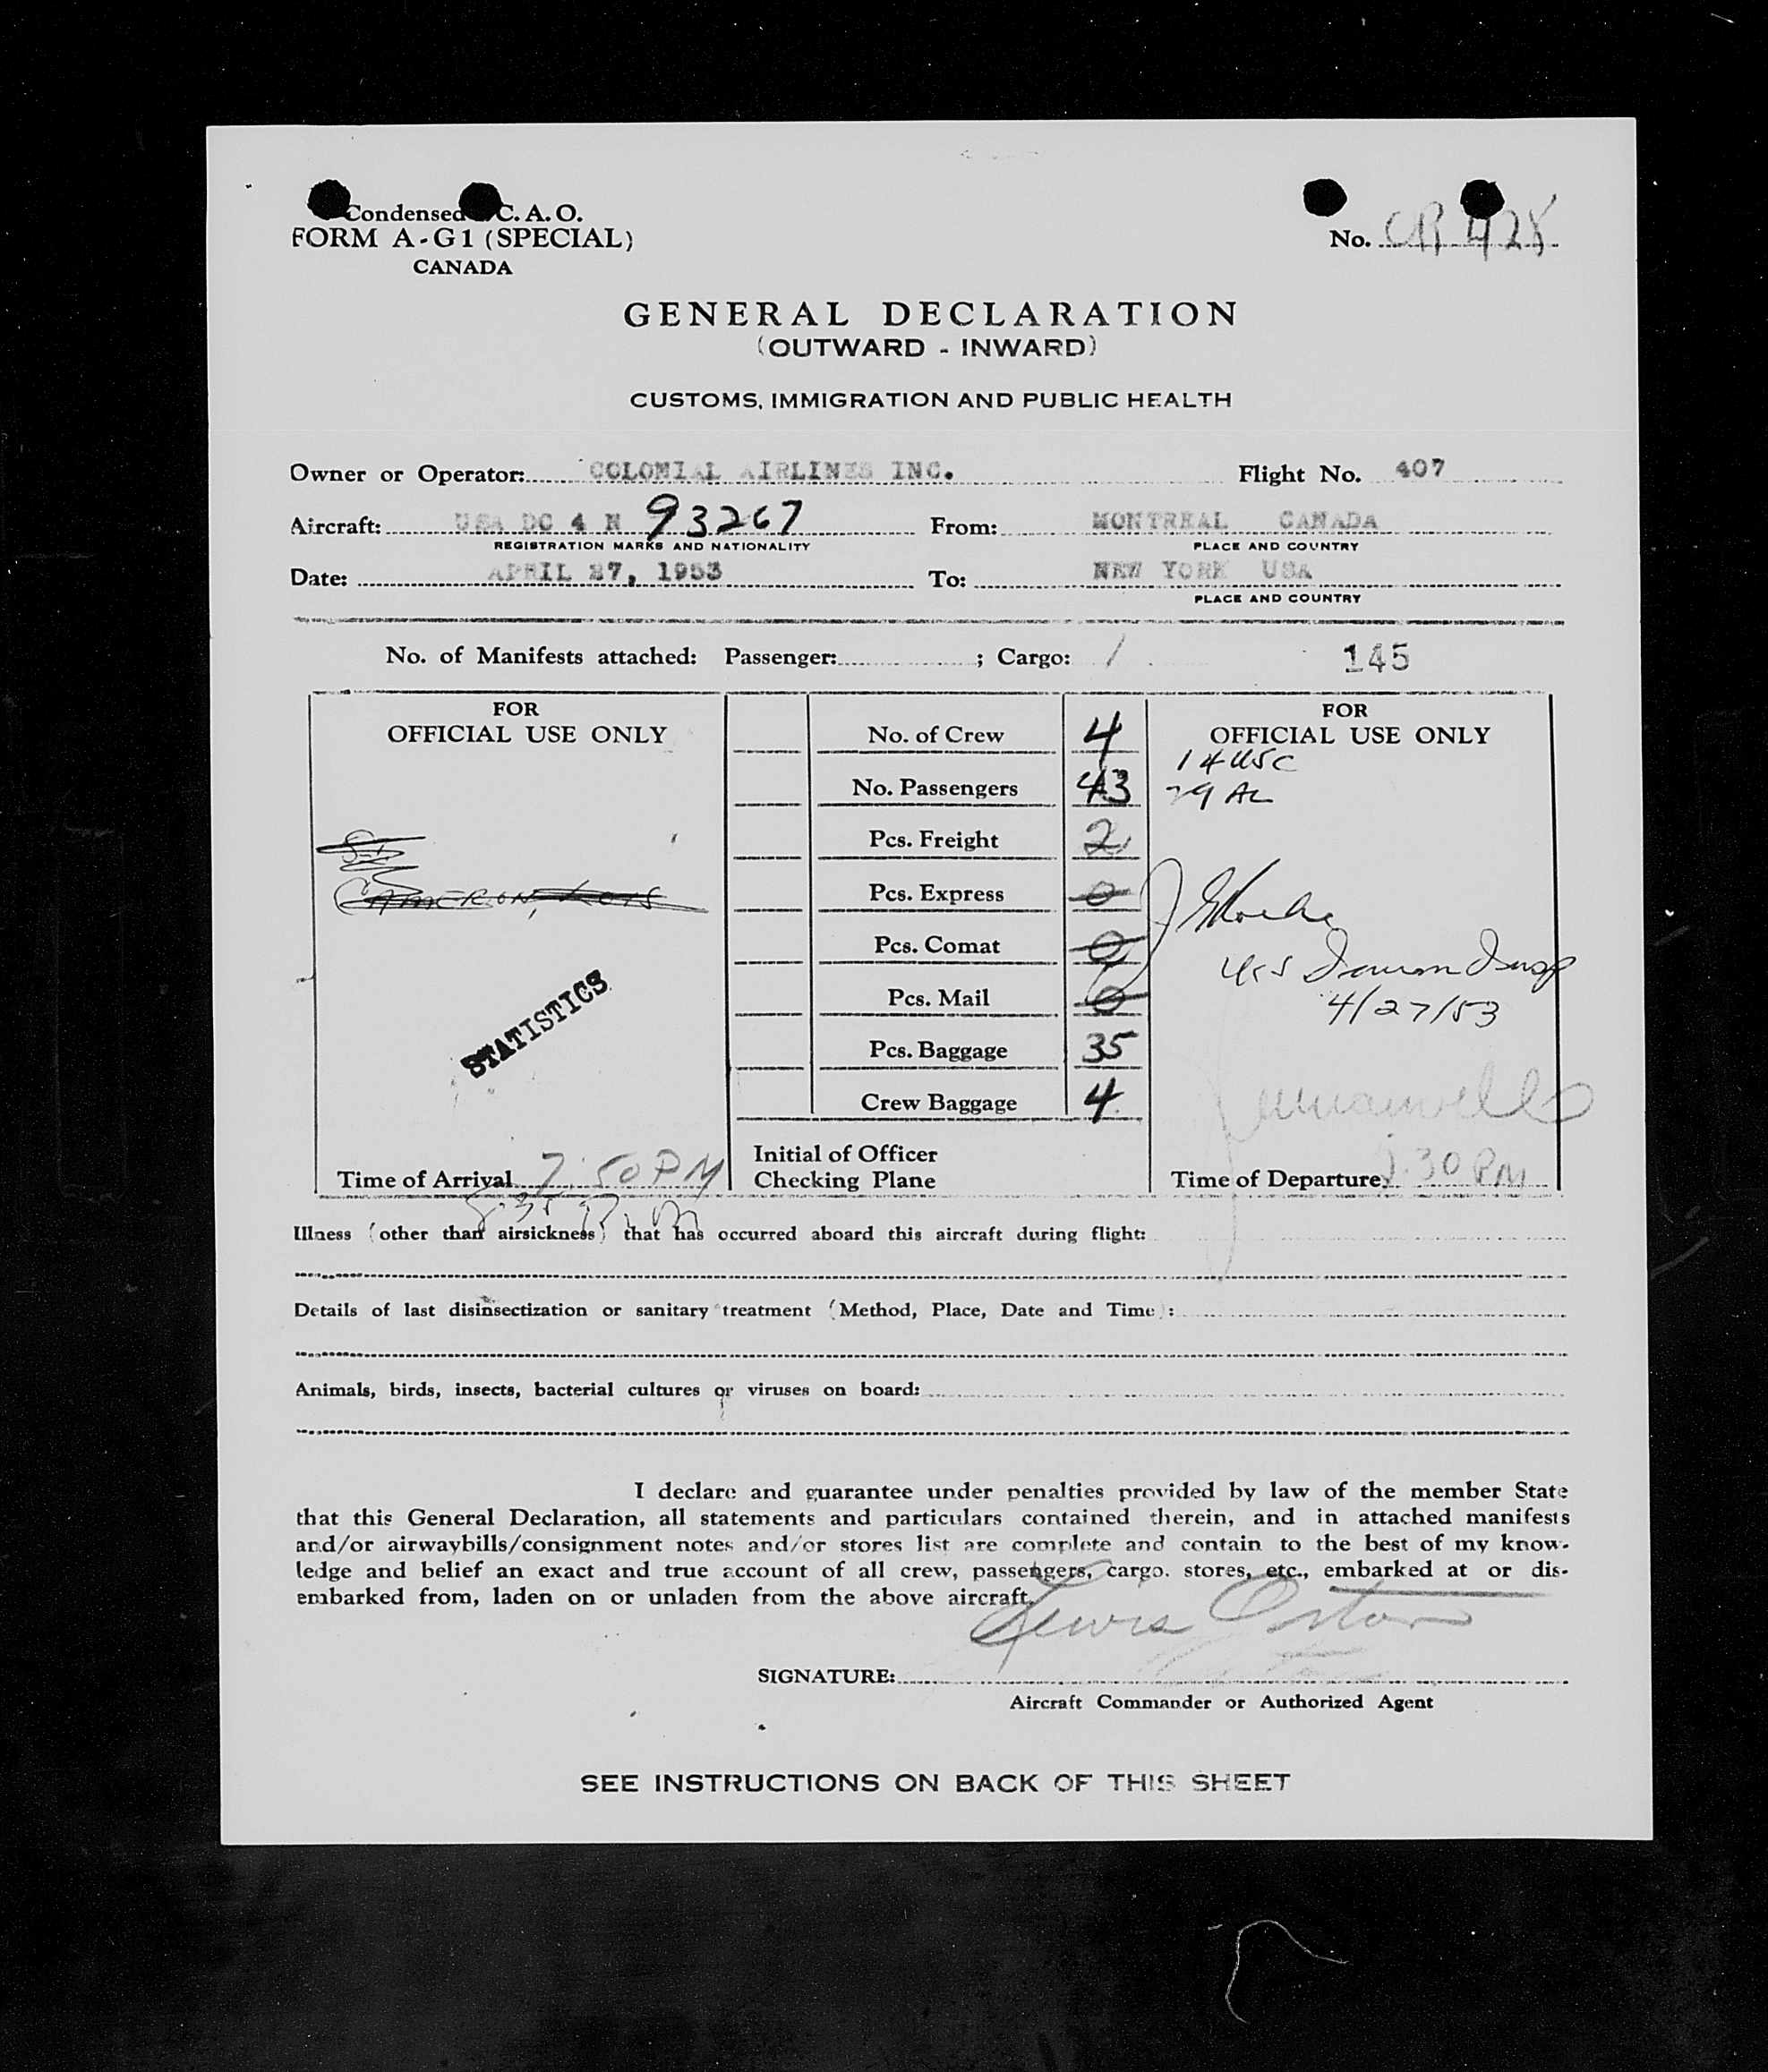 Condensed C. A. O.
FORM A-G1 (SPECIAL)
CANADA
No. CR 428
GENERAL DECLARATION
(OUTWARD - INWARD)
CUSTOMS, IMMIGRATION AND PUBLIC HEALTH
Owner or Operator: COLONIAL AIRLINES INC. Flight No. 407
Aircraft: USA DC 4 N 93267 From: MONTREAL CANADA
REGISTRATION MARKS AND NATIONALITY PLACE AND COUNTRY
Date: APRIL 27, 1953 To: NEW YORK USA
PLACE AND COUNTRY
No. of Manifests attached: Passenger: ; Cargo: 1 145
FOR
OFFICIAL USE ONLY
CAMERON, LOIS
STATISTICS
Time of Arrival 7:50 PM
8:35 PM
No. of Crew 4
No. Passengers 43
Pcs. Freight 2
Pcs. Express 0
Pcs. Comat 0
Pcs. Mail 0
Pcs. Baggage 35
Crew Baggage 4
Initial of Officer
Checking Plane
FOR
OFFICIAL USE ONLY
14 USC
29 AL
4/27/53
Time of Departure: 30 PM
Illness (other than airsickness) that has occurred aboard this aircraft during flight:
Details of last disinsectization or sanitary treatment (Method, Place, Date and Time):
Animals, birds, insects, bacterial cultures or viruses on board:
I declare and guarantee under penalties provided by law of the member State
that this General Declaration, all statements and particulars contained therein, and in attached manifests
and/or airwaybills/consignment notes and/or stores list are complete and contain to the best of my know-
ledge and belief an exact and true account of all crew, passengers, cargo. stores, etc., embarked at or dis-
embarked from, laden on or unladen from the above aircraft.
SIGNATURE:
Aircraft Commander or Authorized Agent
SEE INSTRUCTIONS ON BACK OF THIS SHEET